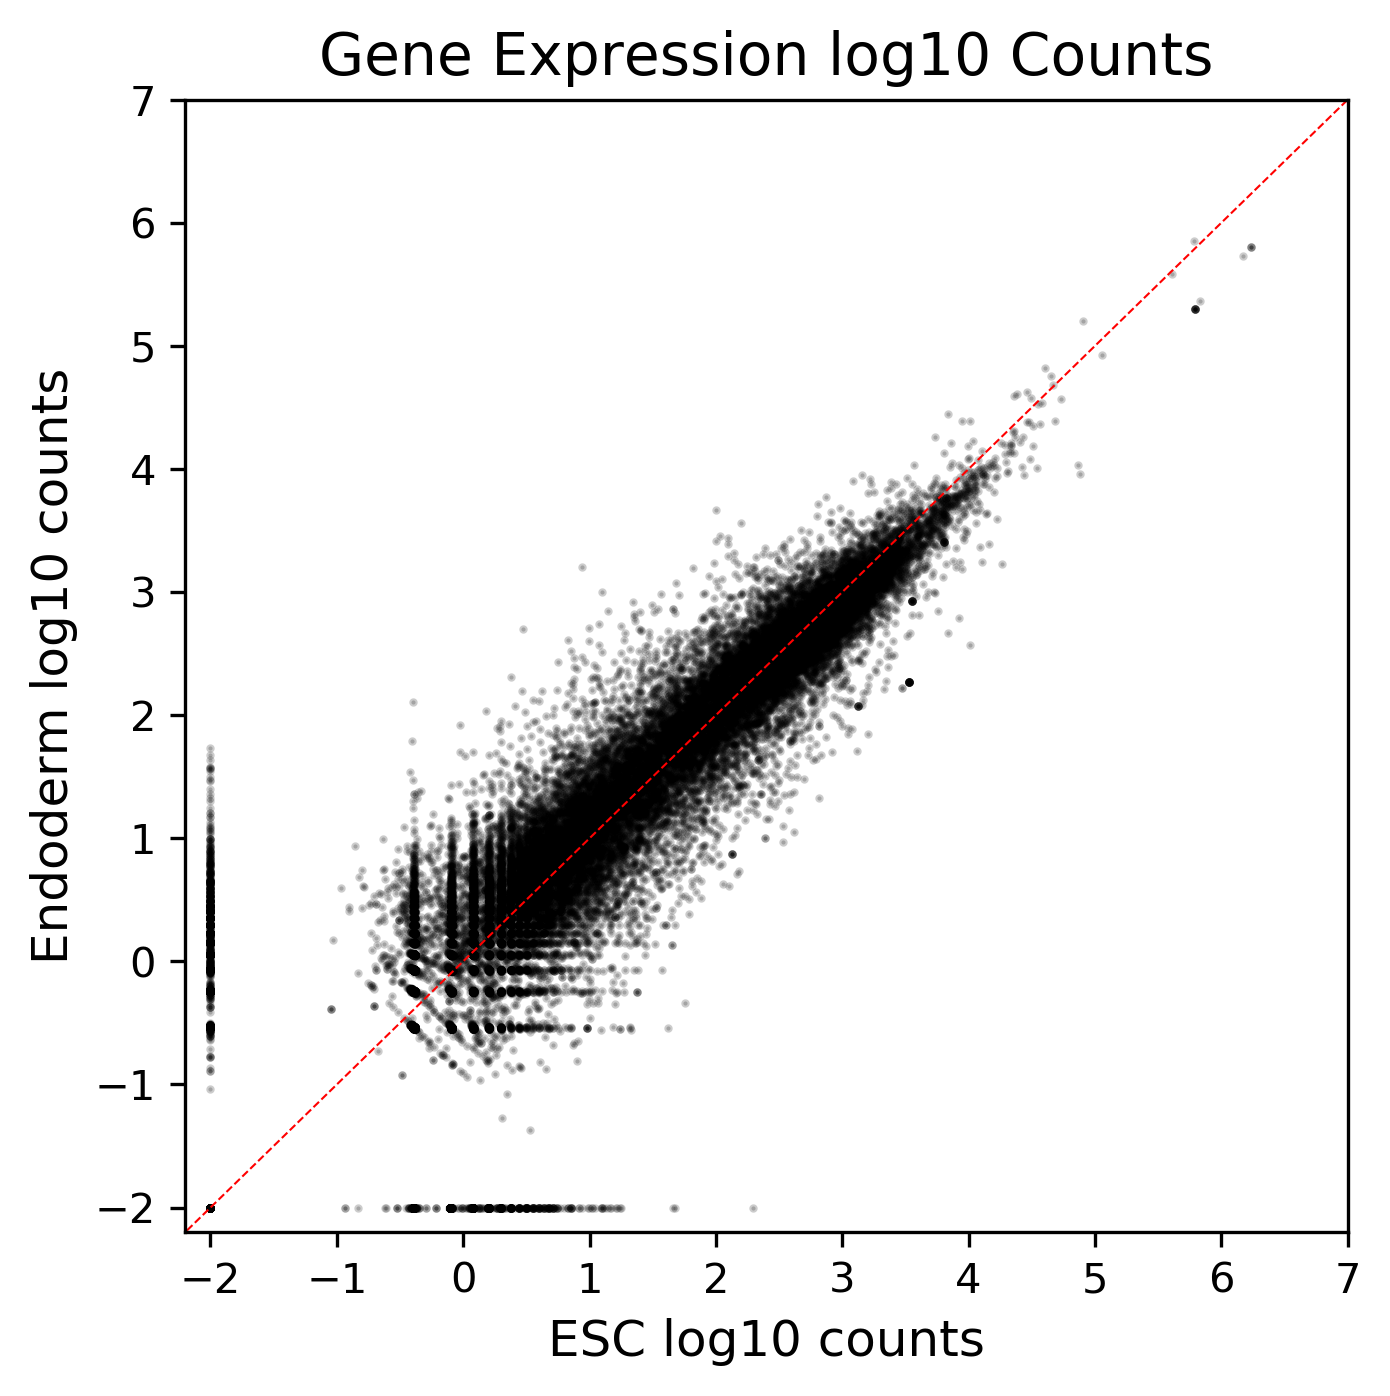 Gene Expression log10 Counts
7
6
5
4
3
2
1
0
−1
−2
Endoderm log10 counts
−2 −1 0 1 2 3 4 5 6 7
ESC log10 counts